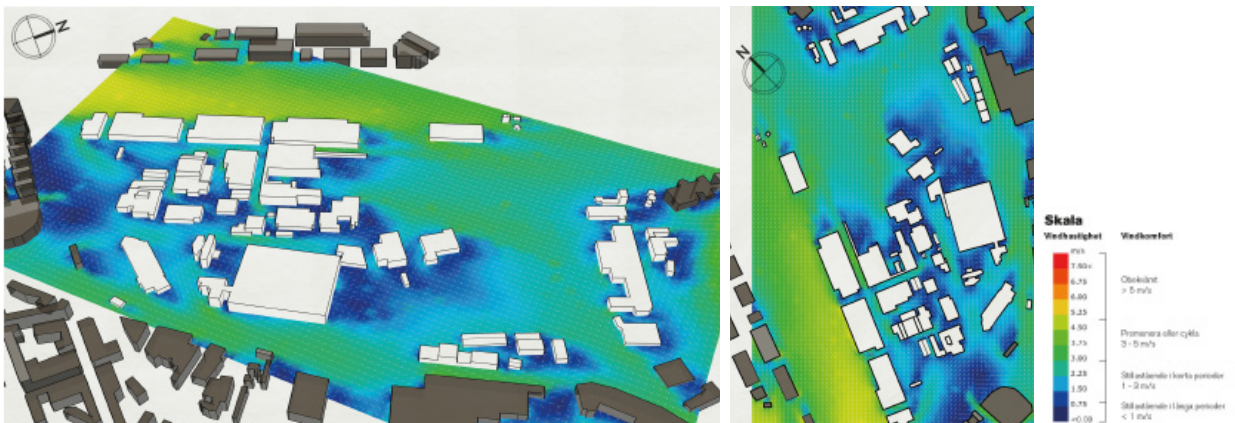 N
N
Skala
Vindhastighet Vindkomfort
m/s
7.50<
6.75
6.00
5.25
4.50
3.75
3.00
2.25
1.50
0.75
>0.00
Obekvämt
> 5 m/s
Promenera eller cykla
3 - 5 m/s
Stillastående i korta perioder
1 - 3 m/s
Stillastående i långa perioder
< 1 m/s